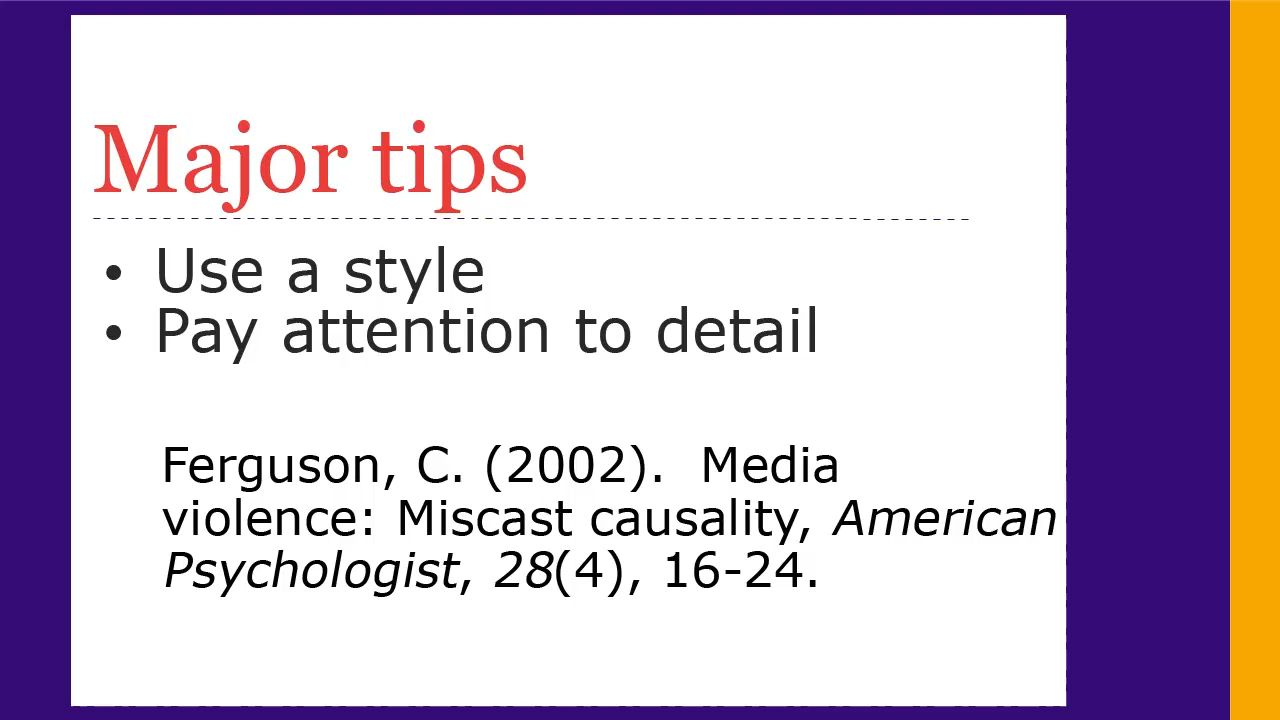 Major tips
• Use a style
• Pay attention to detail
Ferguson, C. (2002).  Media
violence: Miscast causality, American
Psychologist, 28(4), 16-24.